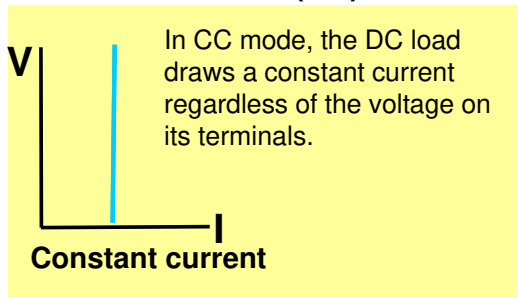 In CC mode, the DC load
V
draws a constant current
regardless of the voltage on
its terminals.
I
Constant current